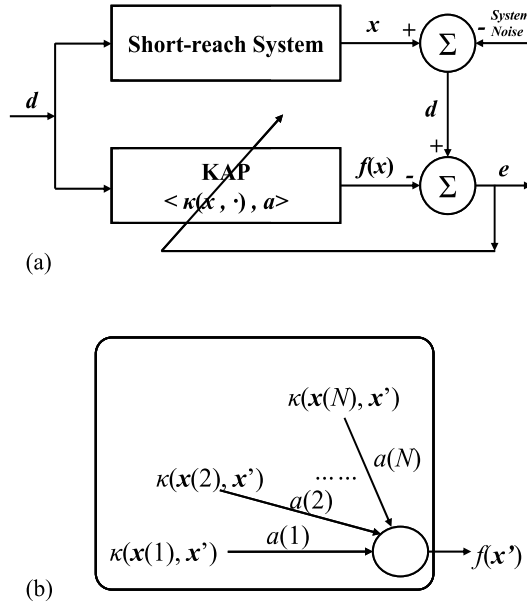 Short-reach System
x
+
Σ
-
System
Noise
d
d
+
KAP
< κ(x , ·) , a>
f(x)
-
Σ
e
(a)
κ(x(N), x’)
a(N)
... ...
κ(x(2), x’)
a(2)
κ(x(1), x’)
a(1)
f(x’)
(b)